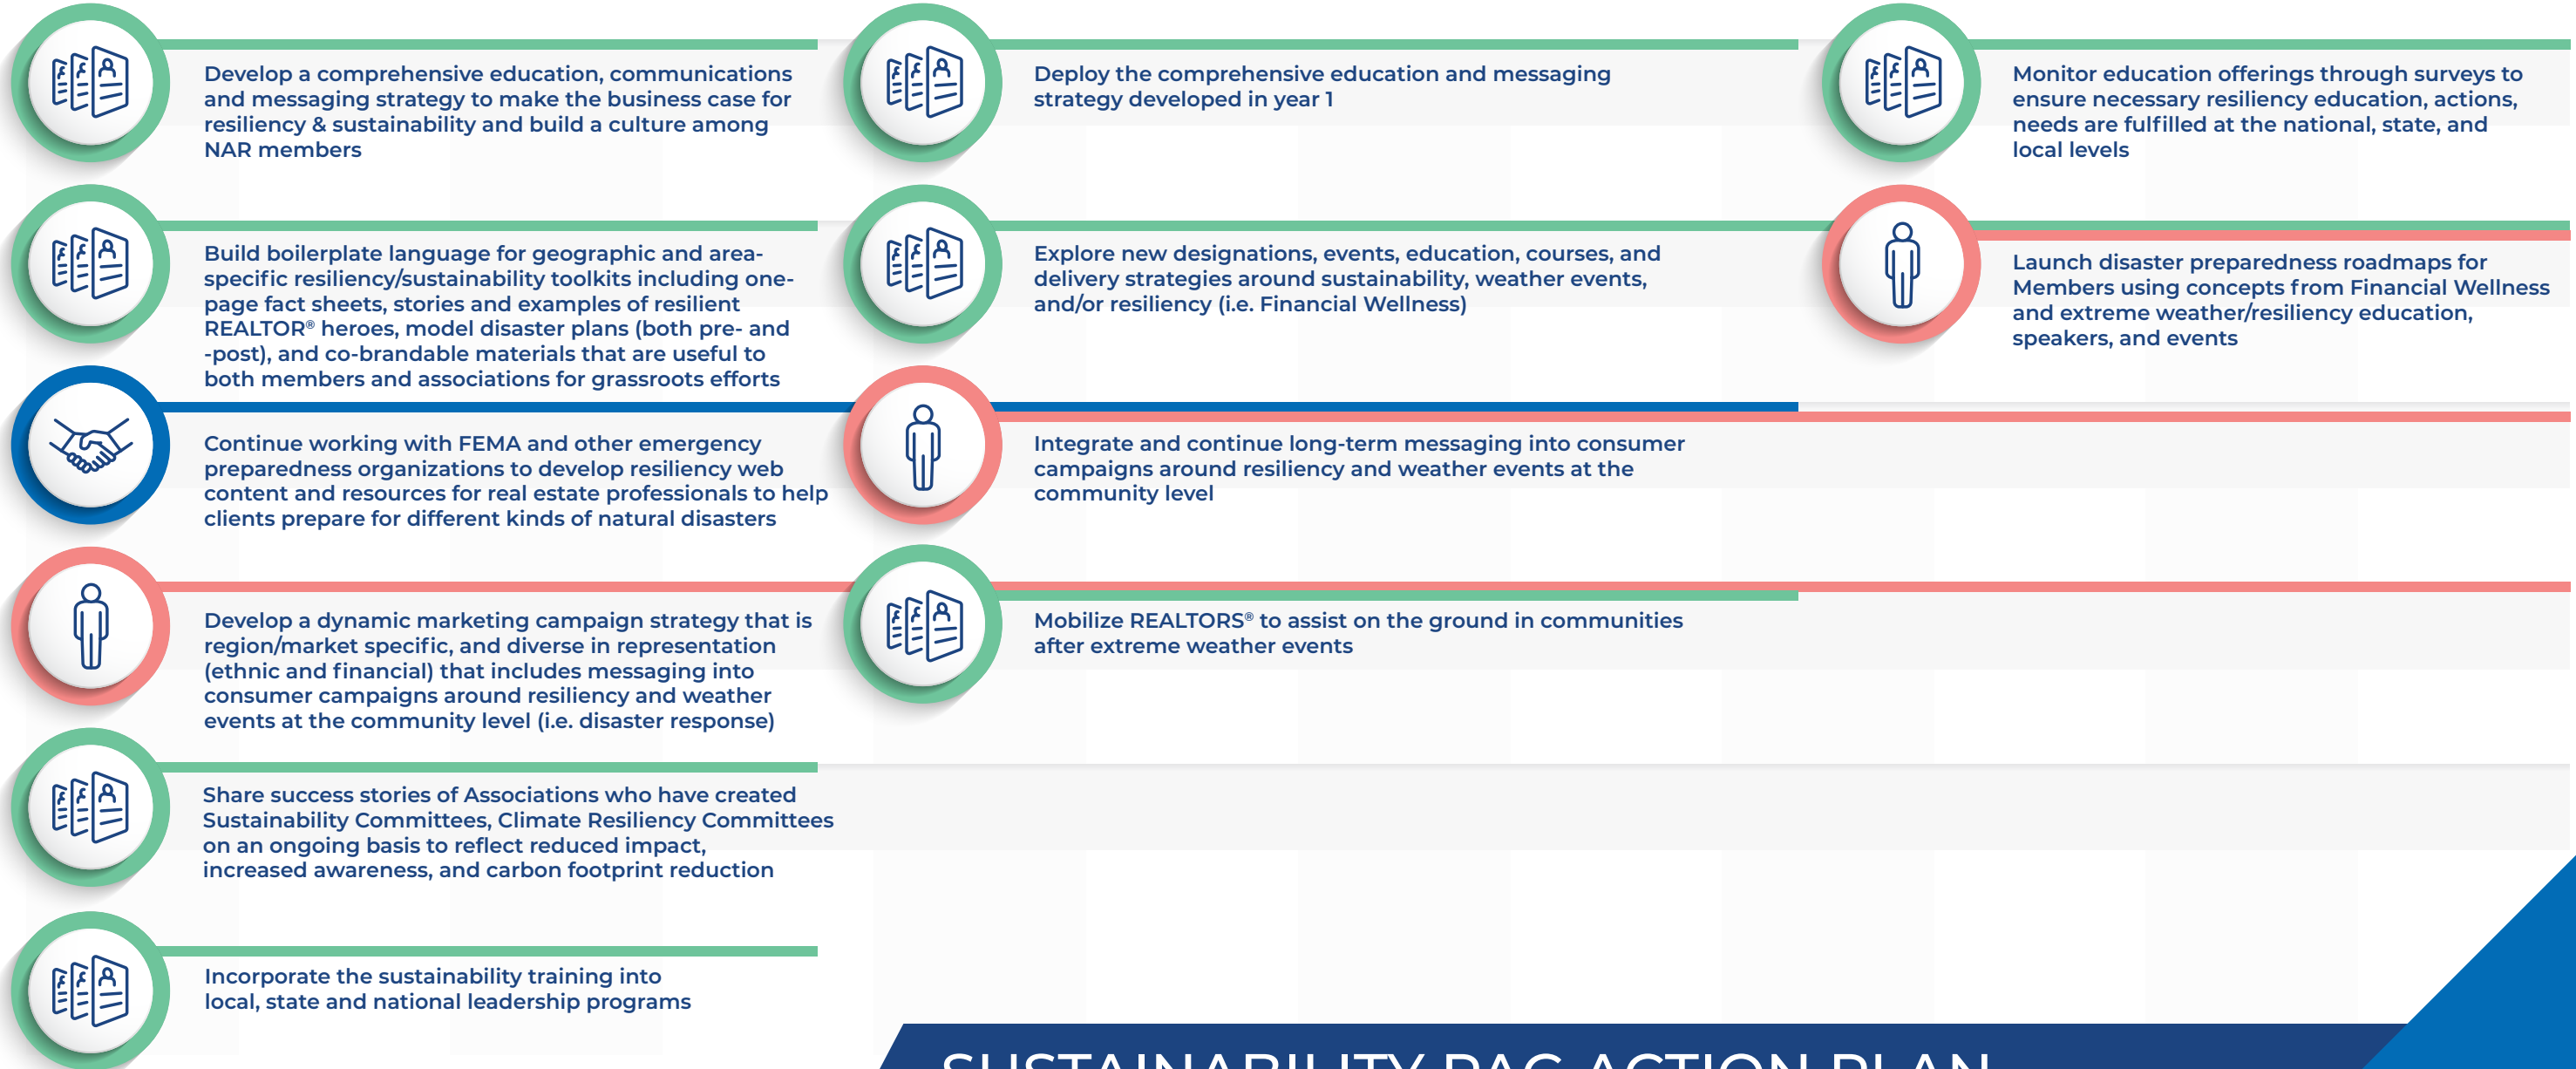 Develop a comprehensive education, communications
and messaging strategy to make the business case for
resiliency & sustainability and build a culture among
NAR members
Deploy the comprehensive education and messaging
strategy developed in year 1
Monitor education offerings through surveys to
ensure necessary resiliency education, actions,
needs are fulfilled at the national, state, and
local levels
Build boilerplate language for geographic and area-
specific resiliency/sustainability toolkits including one-
page fact sheets, stories and examples of resilient
REALTOR® heroes, model disaster plans (both pre- and
-post), and co-brandable materials that are useful to
both members and associations for grassroots efforts
Explore new designations, events, education, courses, and
delivery strategies around sustainability, weather events,
and/or resiliency (i.e. Financial Wellness)
Launch disaster preparedness roadmaps for
Members using concepts from Financial Wellness
and extreme weather/resiliency education,
speakers, and events
Continue working with FEMA and other emergency
preparedness organizations to develop resiliency web
content and resources for real estate professionals to help
clients prepare for different kinds of natural disasters
Integrate and continue long-term messaging into consumer
campaigns around resiliency and weather events at the
community level
Develop a dynamic marketing campaign strategy that is
region/market specific, and diverse in representation
(ethnic and financial) that includes messaging into
consumer campaigns around resiliency and weather
events at the community level (i.e. disaster response)
Mobilize REALTORS® to assist on the ground in communities
after extreme weather events
Share success stories of Associations who have created
Sustainability Committees, Climate Resiliency Committees
on an ongoing basis to reflect reduced impact,
increased awareness, and carbon footprint reduction
Incorporate the sustainability training into
local, state and national leadership programs
SUSTAINABILITY PAG ACTION PLAN